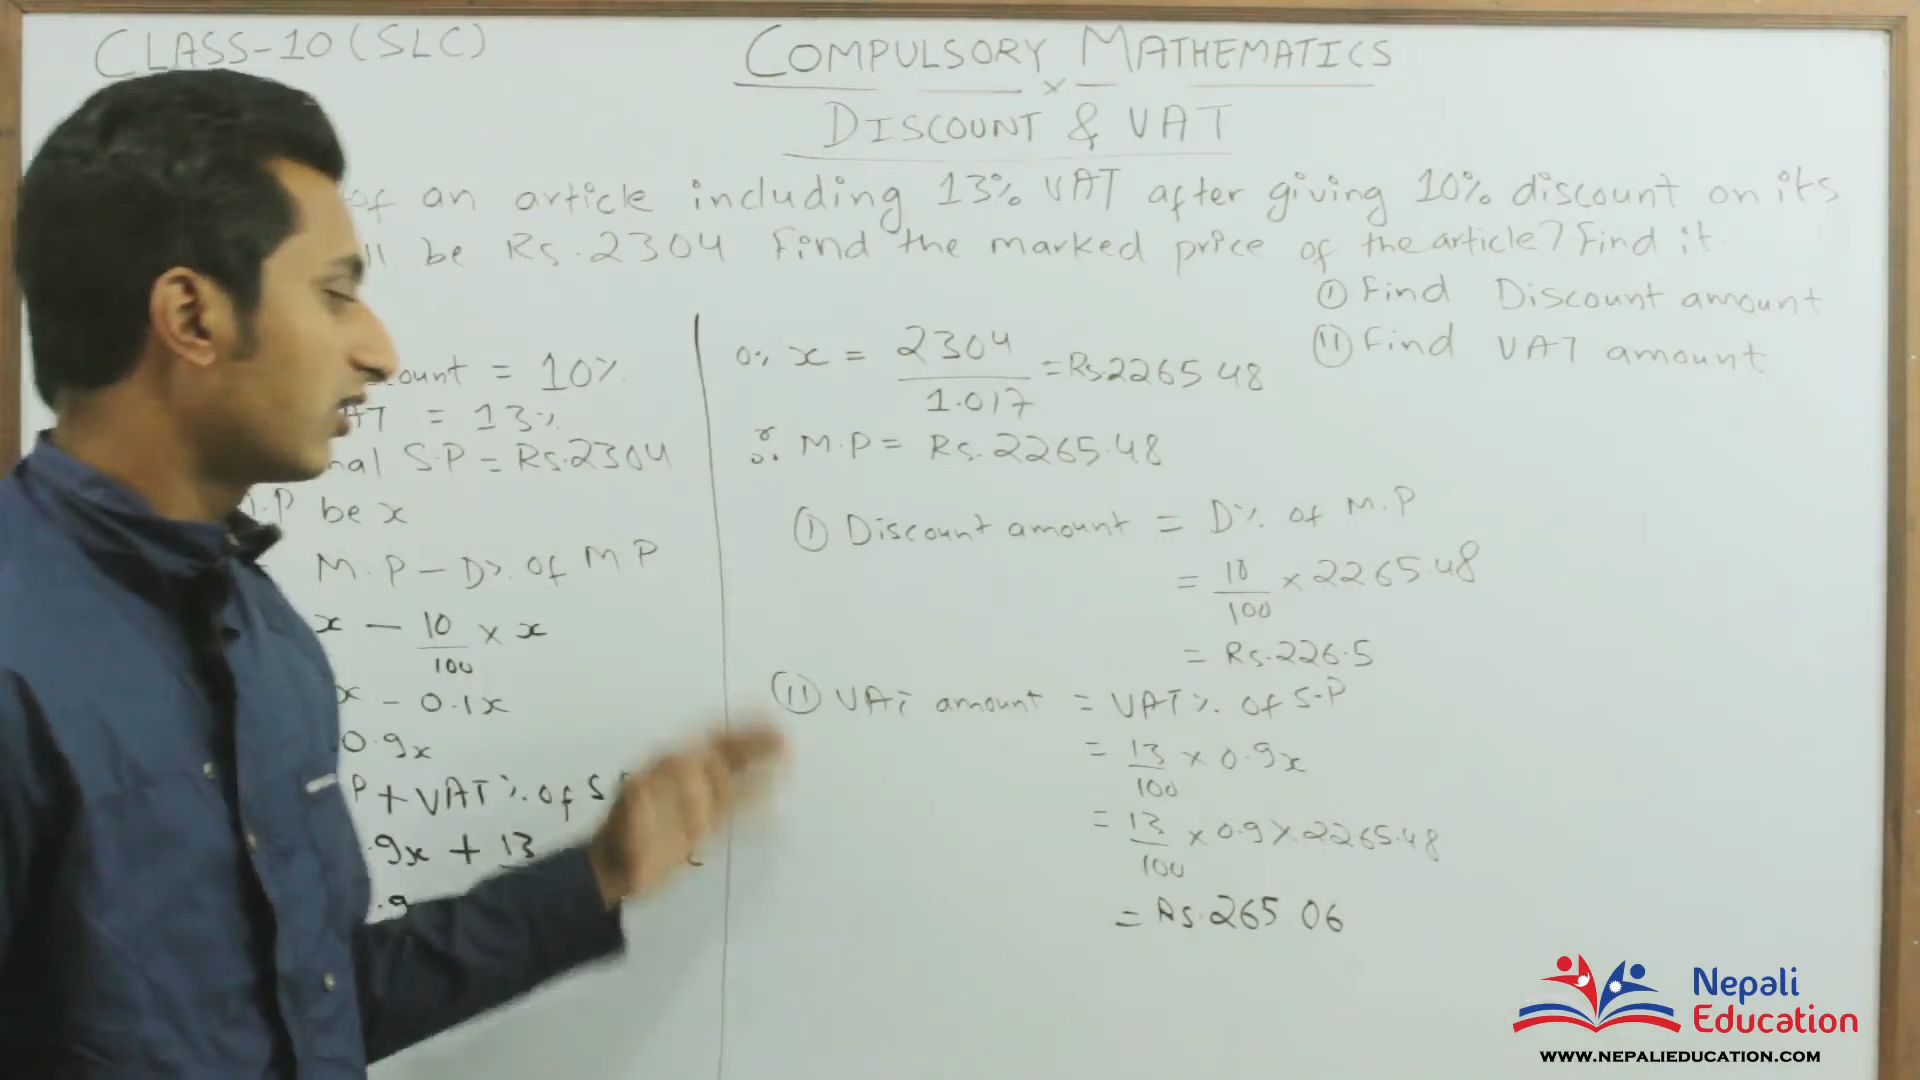 CLASS-10 (SLC)
COMPULSORY MATHEMATICS
x
DISCOUNT & VAT
of an article including 13% VAT after giving 10% discount on its
be Rs. 2304 Find the marked price of the article? Find it.
(I) Find Discount amount
(II) Find VAT amount
= 10%
= 13%
S.P = Rs. 2304
be x
M.P - D% of M P
x - 10/100 × x
x - 0.1x
0.9x
P + VAT% of S
9x + 13
.9
x = 2304/1.017 = Rs. 2265.48
M.P = Rs. 2265.48
(I) Discount amount = D% of M.P
= 10/100 × 2265.48
= Rs. 226.5
(II) VAT amount = VAT% of S.P
= 13/100 × 0.9x
= 13/100 × 0.9 × 2265.48
= Rs. 265.06
Nepali
Education
WWW.NEPALIEDUCATION.COM